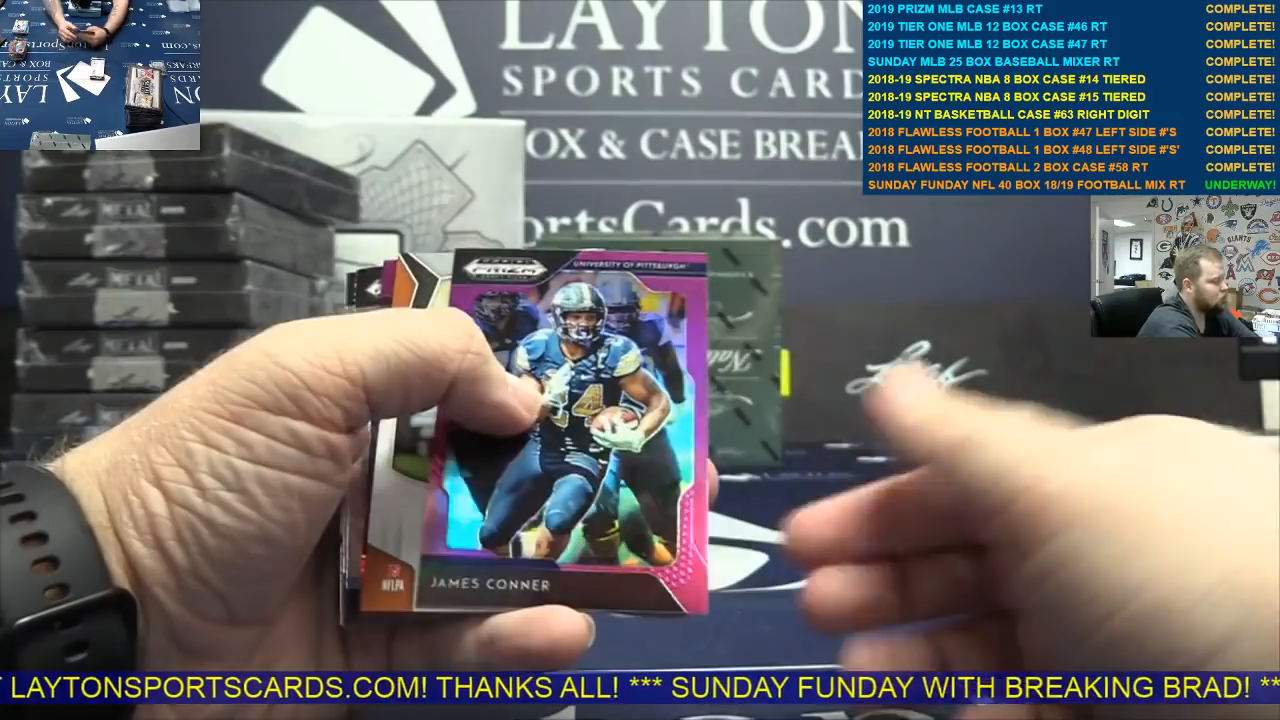 2019 PRIZM MLB CASE #13 RT COMPLETE!
2019 TIER ONE MLB 12 BOX CASE #46 RT COMPLETE!
2019 TIER ONE MLB 12 BOX CASE #47 RT COMPLETE!
SUNDAY MLB 25 BOX BASEBALL MIXER RT COMPLETE!
2018-19 SPECTRA NBA 8 BOX CASE #14 TIERED COMPLETE!
2018-19 SPECTRA NBA 8 BOX CASE #15 TIERED COMPLETE!
2018-19 NT BASKETBALL CASE #63 RIGHT DIGIT COMPLETE!
2018 FLAWLESS FOOTBALL 1 BOX #47 LEFT SIDE #'S COMPLETE!
2018 FLAWLESS FOOTBALL 1 BOX #48 LEFT SIDE #'S' COMPLETE!
2018 FLAWLESS FOOTBALL 2 BOX CASE #58 RT COMPLETE!
SUNDAY FUNDAY NFL 40 BOX 18/19 FOOTBALL MIX RT UNDERWAY!
LAYTON
SPORTS CARD
OX & CASE BREA
ortsCards.com
METAL
GIANTS
PRIZM
UNIVERSITY OF PITTSBURGH
NFLPA
JAMES CONNER
LAYTONSPORTSCARDS.COM! THANKS ALL! *** SUNDAY FUNDAY WITH BREAKING BRAD! **